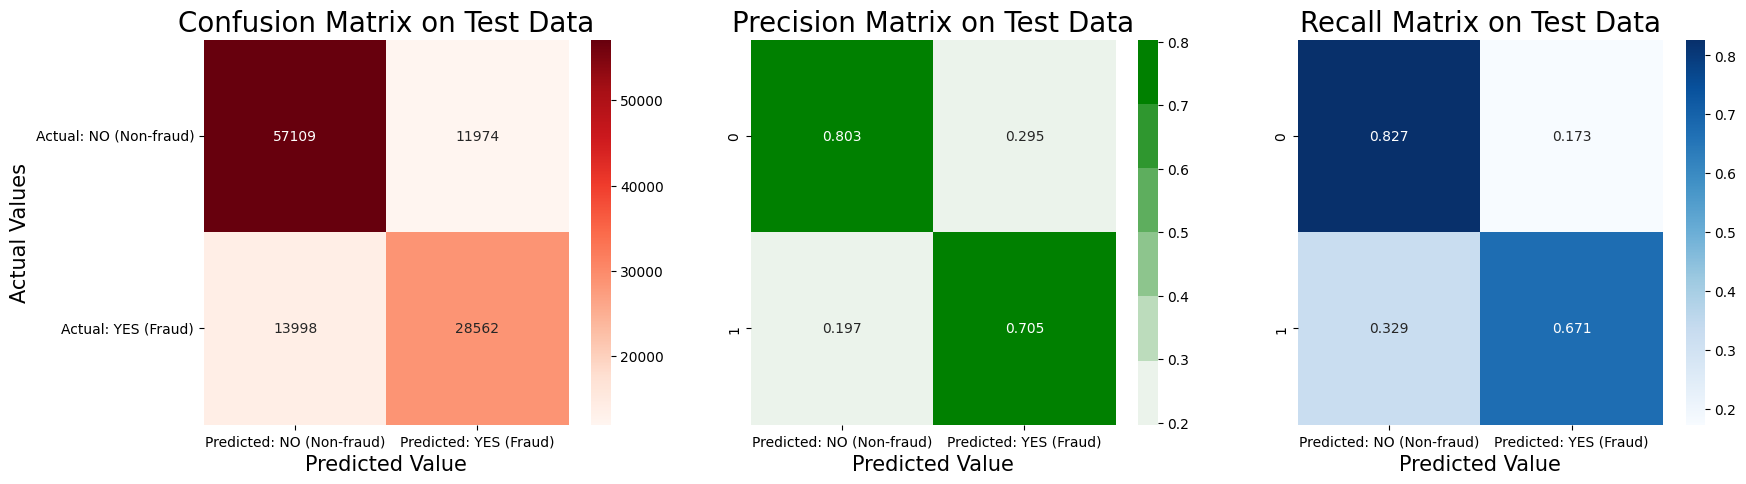 Confusion Matrix on Test Data
Actual Values
Actual: NO (Non-fraud)
Actual: YES (Fraud)
57109 11974
13998 28562
Predicted: NO (Non-fraud) Predicted: YES (Fraud)
Predicted Value
50000
40000
30000
20000
Precision Matrix on Test Data
0
1
0.803 0.295
0.197 0.705
Predicted: NO (Non-fraud) Predicted: YES (Fraud)
Predicted Value
0.8
0.7
0.6
0.5
0.4
0.3
0.2
Recall Matrix on Test Data
0
1
0.827 0.173
0.329 0.671
Predicted: NO (Non-fraud) Predicted: YES (Fraud)
Predicted Value
0.8
0.7
0.6
0.5
0.4
0.3
0.2